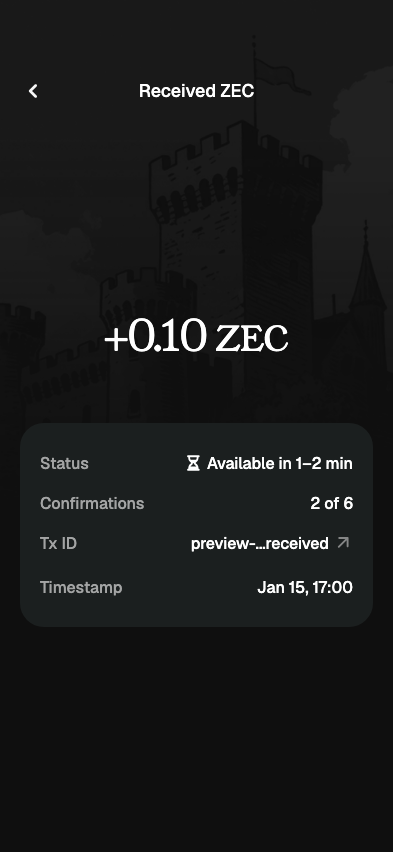 Received ZEC
+0.10 ZEC
Status Available in 1–2 min
Confirmations 2 of 6
Tx ID preview-...received
Timestamp Jan 15, 17:00